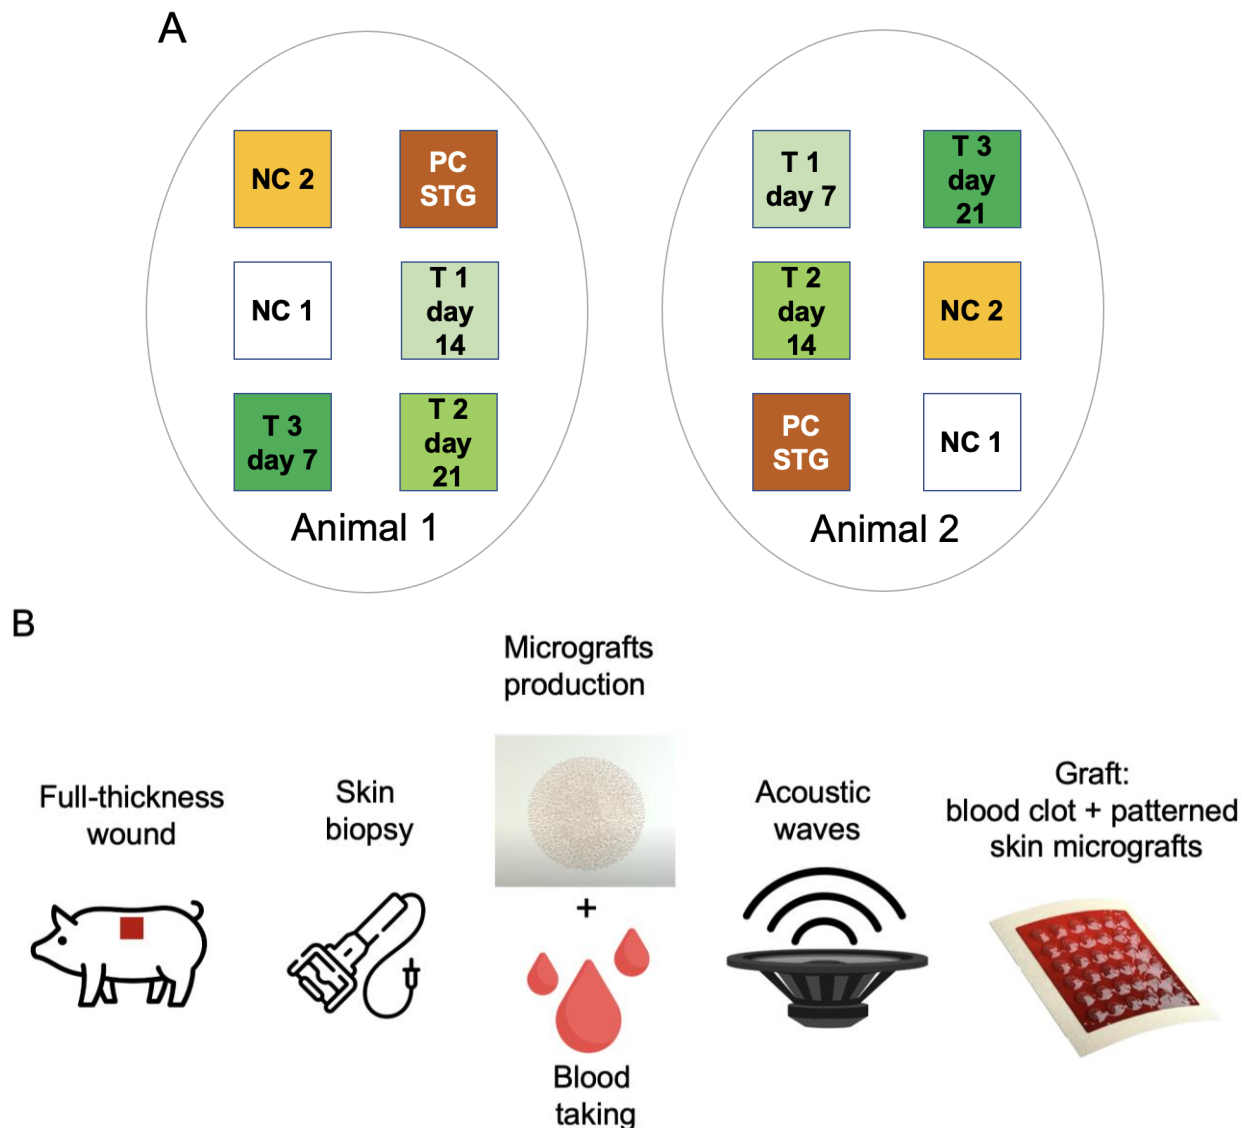 A
NC 2
PC
STG
NC 1
T 1
day
14
T 3
day 7
T 2
day
21
Animal 1
T 1
day 7
T 3
day
21
T 2
day
14
NC 2
PC
STG
NC 1
Animal 2
B
Full-thickness
wound
Skin
biopsy
Micrografts
production
+
Blood
taking
Acoustic
waves
Graft:
blood clot + patterned
skin micrografts